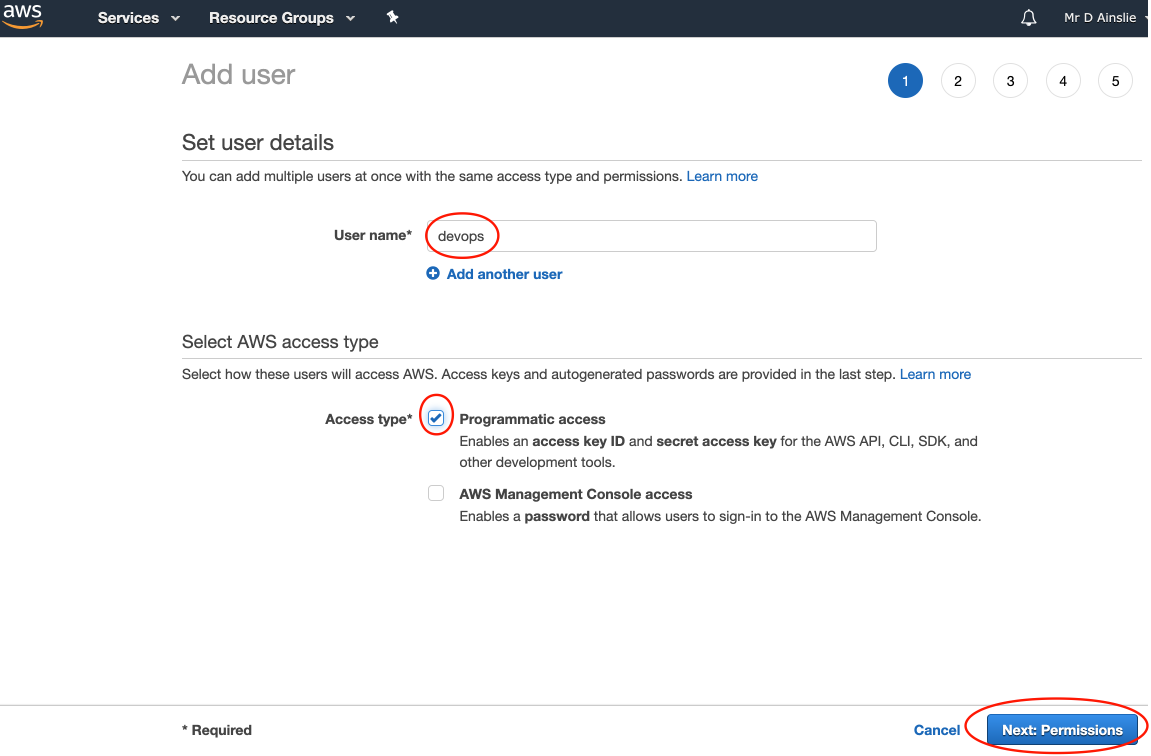 aws Services Resource Groups Mr D Ainslie
Add user
1 2 3 4 5
Set user details
You can add multiple users at once with the same access type and permissions. Learn more
User name* devops
Add another user
Select AWS access type
Select how these users will access AWS. Access keys and autogenerated passwords are provided in the last step. Learn more
Access type* Programmatic access
Enables an access key ID and secret access key for the AWS API, CLI, SDK, and
other development tools.
AWS Management Console access
Enables a password that allows users to sign-in to the AWS Management Console.
* Required Cancel Next: Permissions